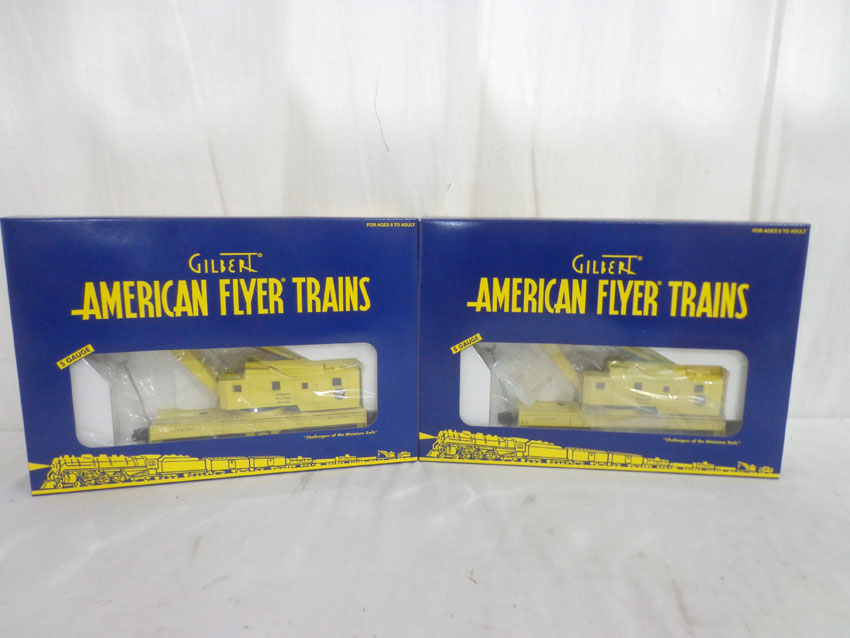 FOR AGES 8 TO ADULT
GILBERT®
AMERICAN FLYER® TRAINS
S GAUGE
"Challengers of the Miniature Rails"
FOR AGES 8 TO ADULT
GILBERT®
AMERICAN FLYER® TRAINS
S GAUGE
"Challengers of the Miniature Rails"